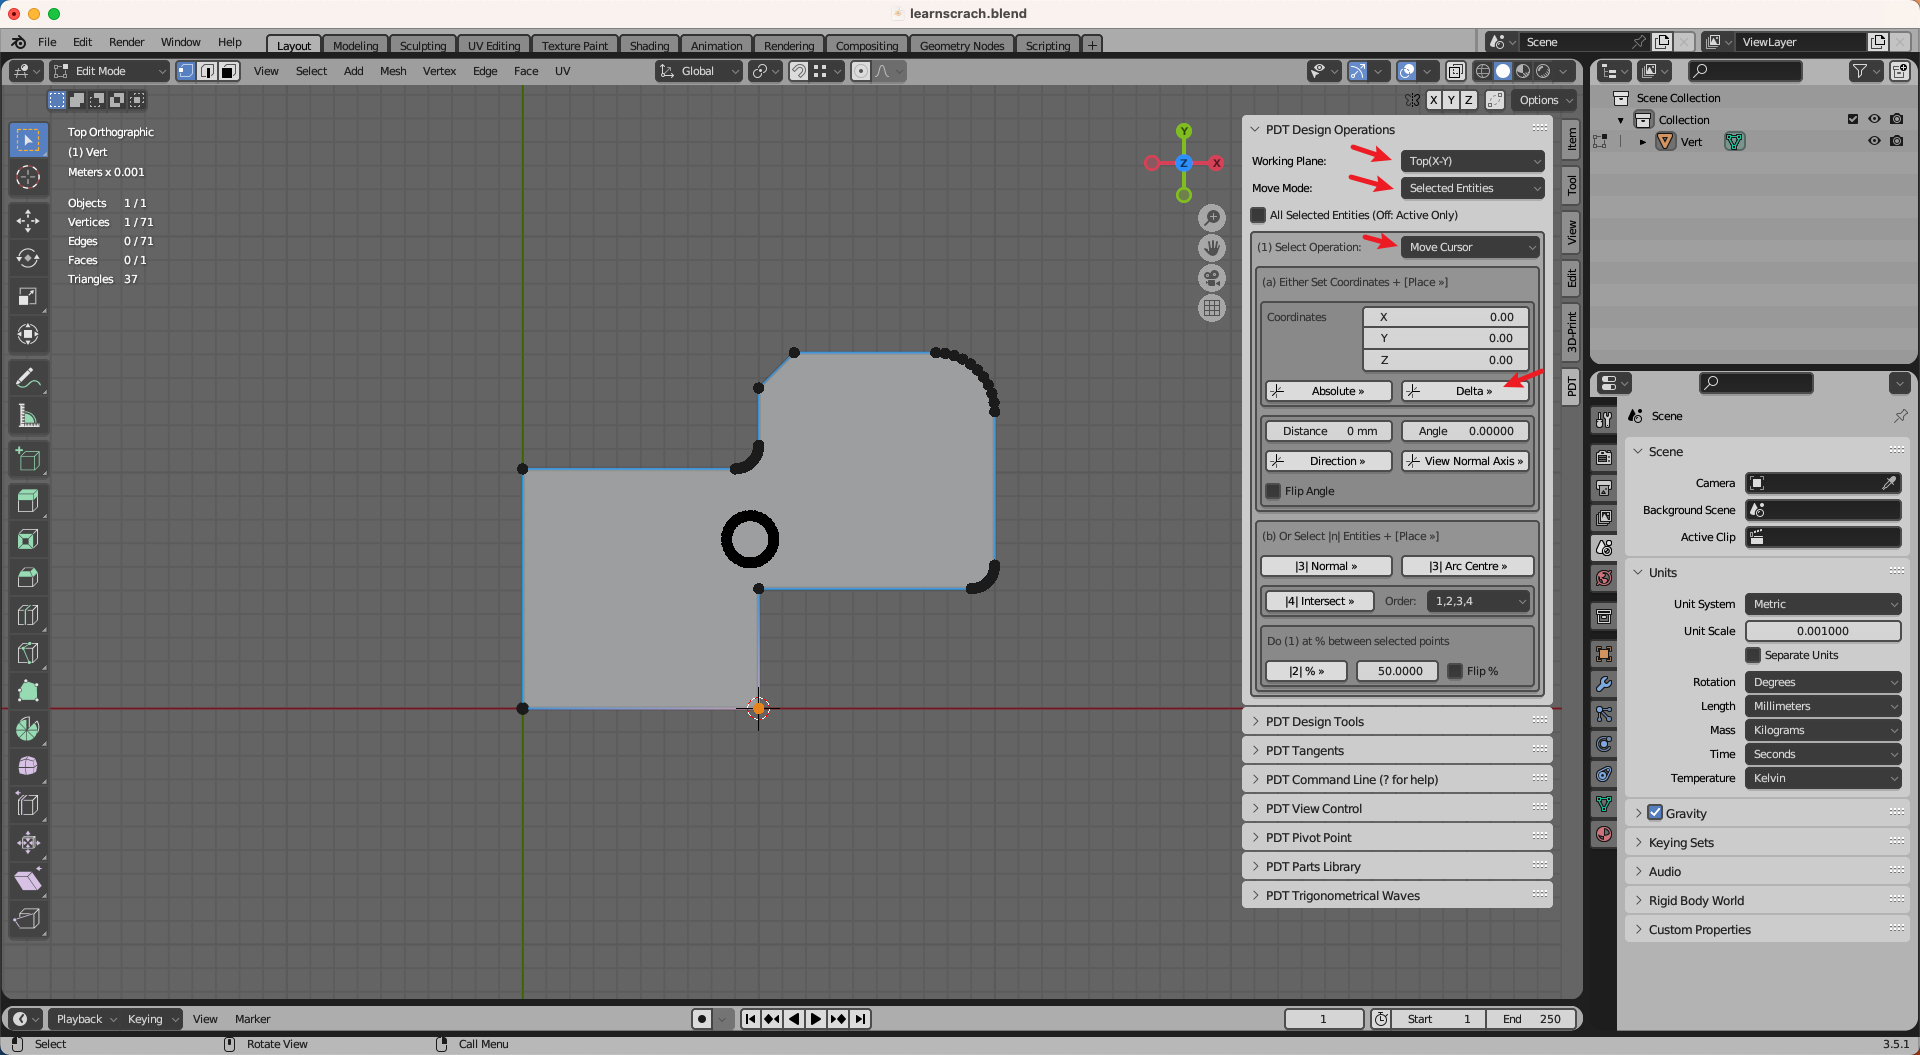 learnscrach.blend
File Edit Render Window Help Layout Modeling Sculpting UV Editing Texture Paint Shading Animation Rendering Compositing Geometry Nodes Scripting + Scene ViewLayer
Edit Mode View Select Add Mesh Vertex Edge Face UV Global
X Y Z Options
Top Orthographic
(1) Vert
Meters x 0.001
Objects 1 / 1
Vertices 1 / 71
Edges 0 / 71
Faces 0 / 1
Triangles 37
Y
Z
X
PDT Design Operations
Working Plane: Top(X-Y)
Move Mode: Selected Entities
All Selected Entities (Off: Active Only)
(1) Select Operation: Move Cursor
(a) Either Set Coordinates + [Place »]
Coordinates X 0.00
Y 0.00
Z 0.00
Absolute » Delta »
Distance 0 mm Angle 0.00000
Direction » View Normal Axis »
Flip Angle
(b) Or Select |n| Entities + [Place »]
|3| Normal » |3| Arc Centre »
|4| Intersect » Order: 1,2,3,4
Do (1) at % between selected points
|2| % » 50.0000 Flip %
PDT Design Tools
PDT Tangents
PDT Command Line (? for help)
PDT View Control
PDT Pivot Point
PDT Parts Library
PDT Trigonometrical Waves
Item
Tool
View
Edit
3D-Print
PDT
Scene Collection
Collection
Vert
Scene
Scene
Camera
Background Scene
Active Clip
Units
Unit System Metric
Unit Scale 0.001000
Separate Units
Rotation Degrees
Length Millimeters
Mass Kilograms
Time Seconds
Temperature Kelvin
Gravity
Keying Sets
Audio
Rigid Body World
Custom Properties
Playback Keying View Marker 1 Start 1 End 250
Select Rotate View Call Menu 3.5.1